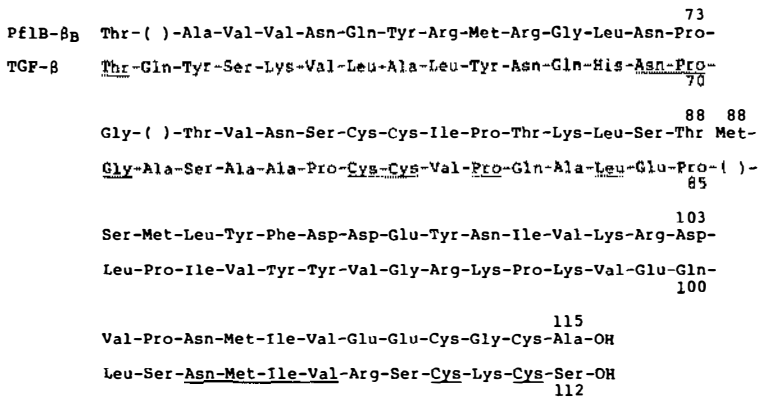 73
PflB-βB Thr-( )-Ala-Val-Val-Asn-Gln-Tyr-Arg-Met-Arg-Gly-Leu-Asn-Pro-
TGF-β Thr-Gln-Tyr-Ser-Lys-Val-Leu-Ala-Leu-Tyr-Asn-Gln-His-Asn-Pro-
70
88 88
Gly-( )-Thr-Val-Asn-Ser-Cys-Cys-Ile-Pro-Thr-Lys-Leu-Ser-Thr Met-
Gly-Ala-Ser-Ala-Ala-Pro-Cys-Cys-Val-Pro-Gln-Ala-Leu-Glu-Pro-( )-
85
103
Ser-Met-Leu-Tyr-Phe-Asp-Asp-Glu-Tyr-Asn-Ile-Val-Lys-Arg-Asp-
Leu-Pro-Ile-Val-Tyr-Tyr-Val-Gly-Arg-Lys-Pro-Lys-Val-Glu-Gln-
100
115
Val-Pro-Asn-Met-Ile-Val-Glu-Glu-Cys-Gly-Cys-Ala-OH
Leu-Ser-Asn-Met-Ile-Val-Arg-Ser-Cys-Lys-Cys-Ser-OH
112